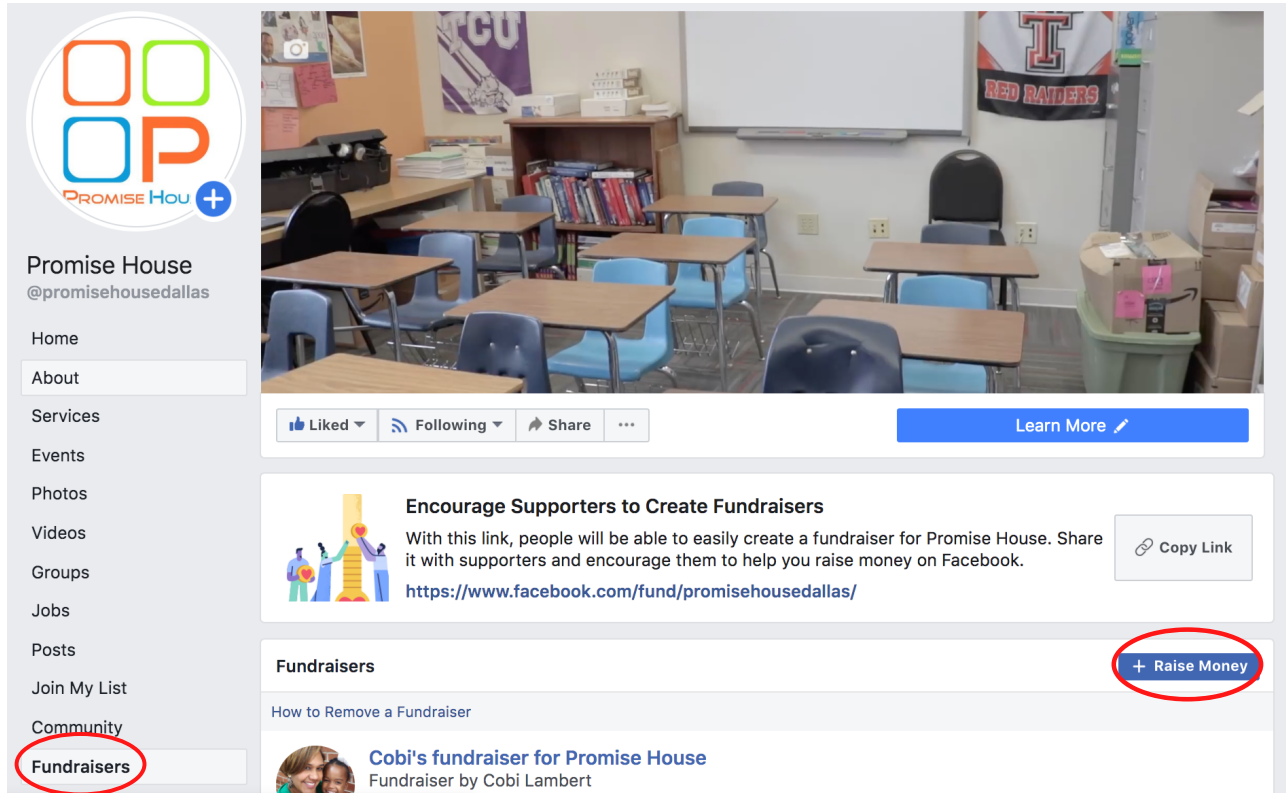 TCU
RED RAIDERS
P
PROMISE HOU
Promise House
@promisehousedallas
Home
About
Services
Events
Photos
Videos
Groups
Jobs
Posts
Join My List
Community
Fundraisers
Liked
Following
Share
Learn More
Encourage Supporters to Create Fundraisers
With this link, people will be able to easily create a fundraiser for Promise House. Share
it with supporters and encourage them to help you raise money on Facebook.
https://www.facebook.com/fund/promisehousedallas/
Copy Link
Fundraisers
+ Raise Money
How to Remove a Fundraiser
Cobi's fundraiser for Promise House
Fundraiser by Cobi Lambert